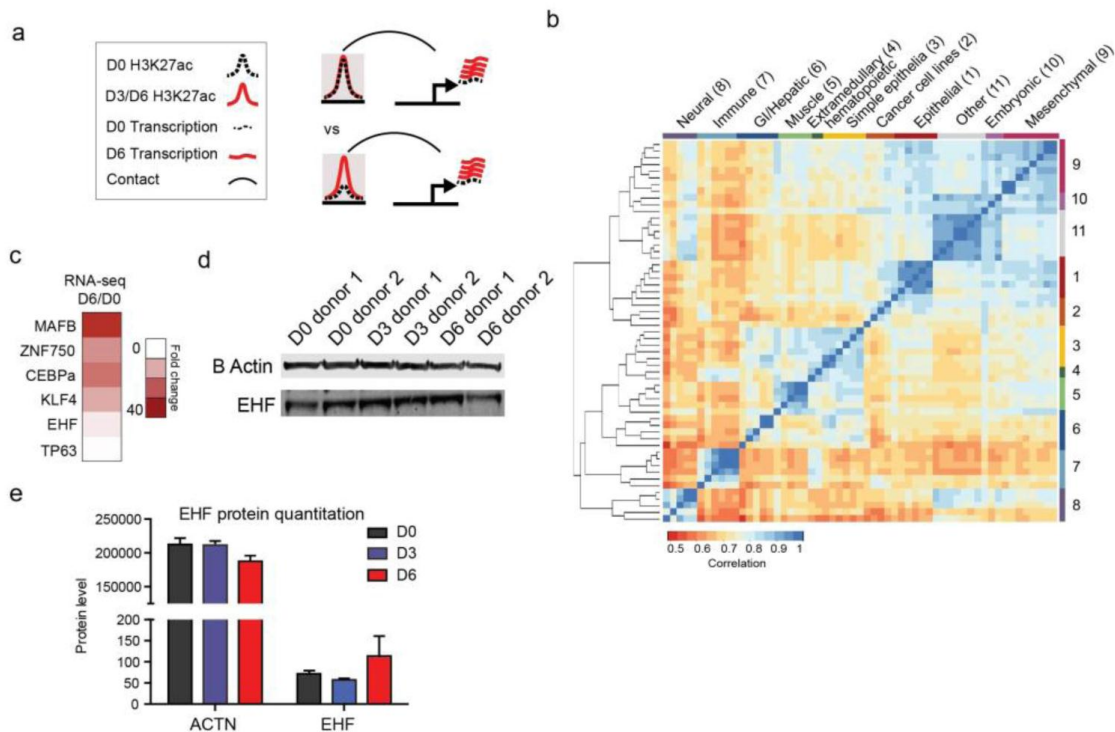 a
D0 H3K27ac
D3/D6 H3K27ac
D0 Transcription
D6 Transcription
Contact
vs
b
Neural (8)
Immune (7)
GI/Hepatic (6)
Muscle (5)
Extramedullary (4)
hematopoietic
Simple epithelia (3)
Cancer cell lines (2)
Epithelial (1)
Other (11)
Embryonic (10)
Mesenchymal (9)
9
10
11
1
2
3
4
5
6
7
8
0.5 0.6 0.7 0.8 0.9 1
Correlation
c
RNA-seq
D6/D0
MAFB
ZNF750
CEBPa
KLF4
EHF
TP63
0
40
Fold change
d
D0 donor 1
D0 donor 2
D3 donor 1
D3 donor 2
D6 donor 1
D6 donor 2
B Actin
EHF
e
EHF protein quantitation
Protein level
250000
200000
150000
200
150
100
50
0
D0
D3
D6
ACTN
EHF